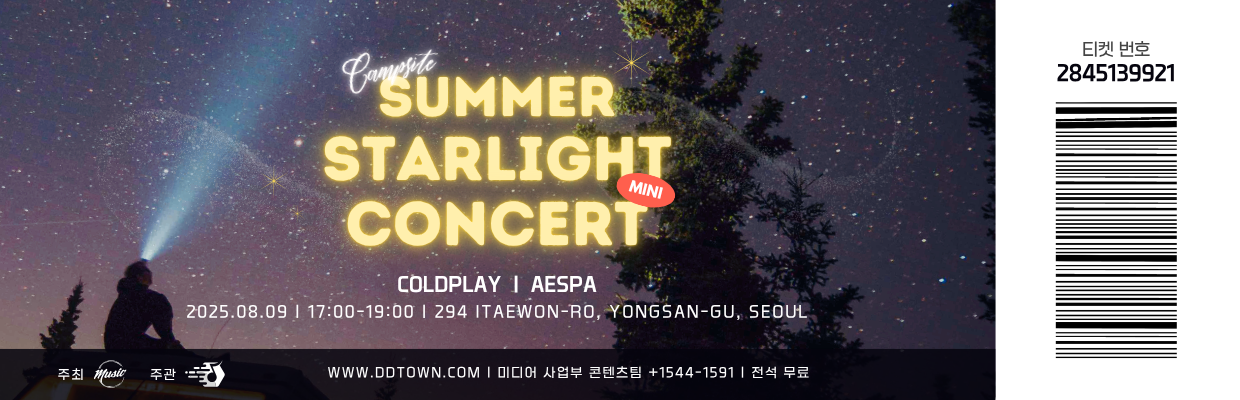 Campsite
SUMMER
STARLIGHT
MINI
CONCERT
COLDPLAY | AESPA
2025.08.09 | 17:00-19:00 | 294 ITAEWON-RO, YONGSAN-GU, SEOUL
주최 Music 주관
WWW.DDTOWN.COM | 미디어 사업부 콘텐츠팀 +1544-1591 | 전석 무료
티켓 번호
2845139921